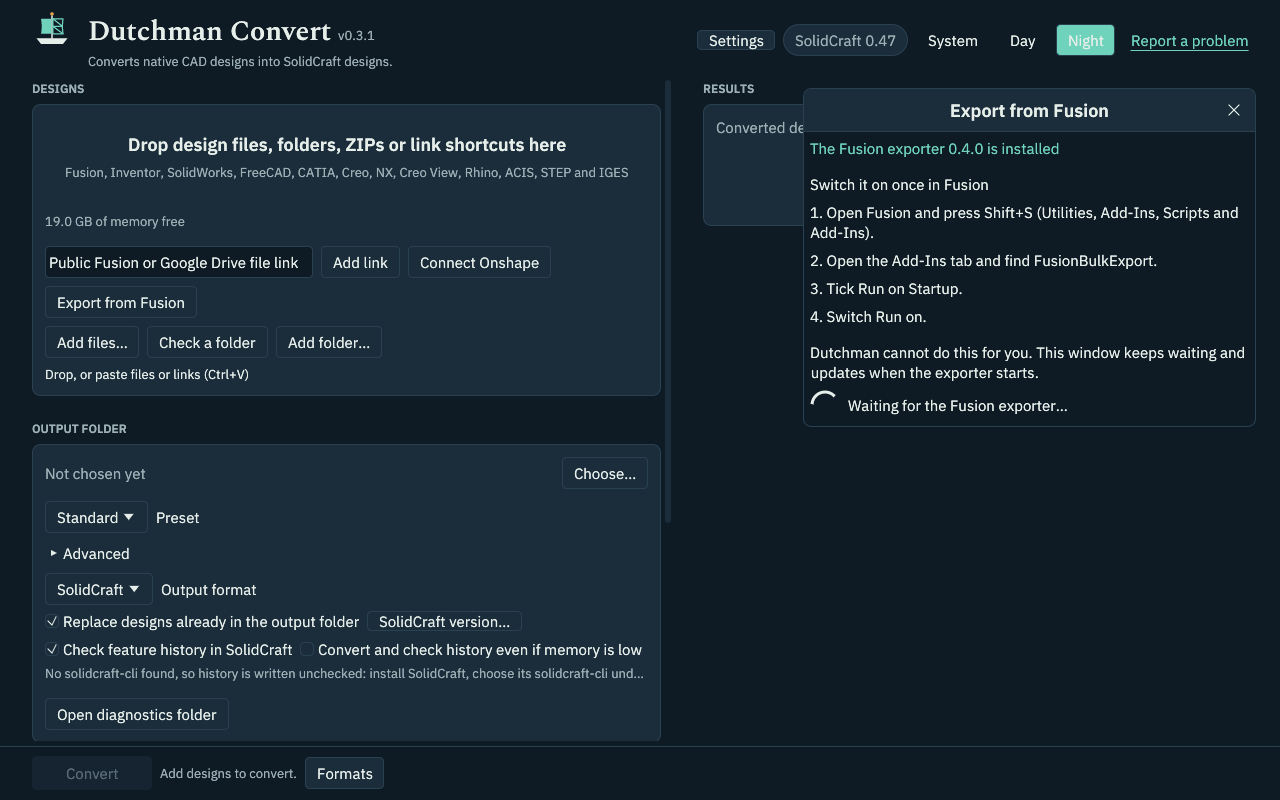 Dutchman Convert v0.3.1
Converts native CAD designs into SolidCraft designs.
Settings
SolidCraft 0.47
System
Day
Night
Report a problem
DESIGNS
Drop design files, folders, ZIPs or link shortcuts here
Fusion, Inventor, SolidWorks, FreeCAD, CATIA, Creo, NX, Creo View, Rhino, ACIS, STEP and IGES
19.0 GB of memory free
Public Fusion or Google Drive file link
Add link
Connect Onshape
Export from Fusion
Add files...
Check a folder
Add folder...
Drop, or paste files or links (Ctrl+V)
OUTPUT FOLDER
Not chosen yet
Choose...
Standard
Preset
Advanced
SolidCraft
Output format
Replace designs already in the output folder
SolidCraft version...
Check feature history in SolidCraft
Convert and check history even if memory is low
No solidcraft-cli found, so history is written unchecked: install SolidCraft, choose its solidcraft-cli und...
Open diagnostics folder
RESULTS
Converted de
Export from Fusion
The Fusion exporter 0.4.0 is installed
Switch it on once in Fusion
1. Open Fusion and press Shift+S (Utilities, Add-Ins, Scripts and
Add-Ins).
2. Open the Add-Ins tab and find FusionBulkExport.
3. Tick Run on Startup.
4. Switch Run on.
Dutchman cannot do this for you. This window keeps waiting and
updates when the exporter starts.
Waiting for the Fusion exporter...
Convert
Add designs to convert.
Formats